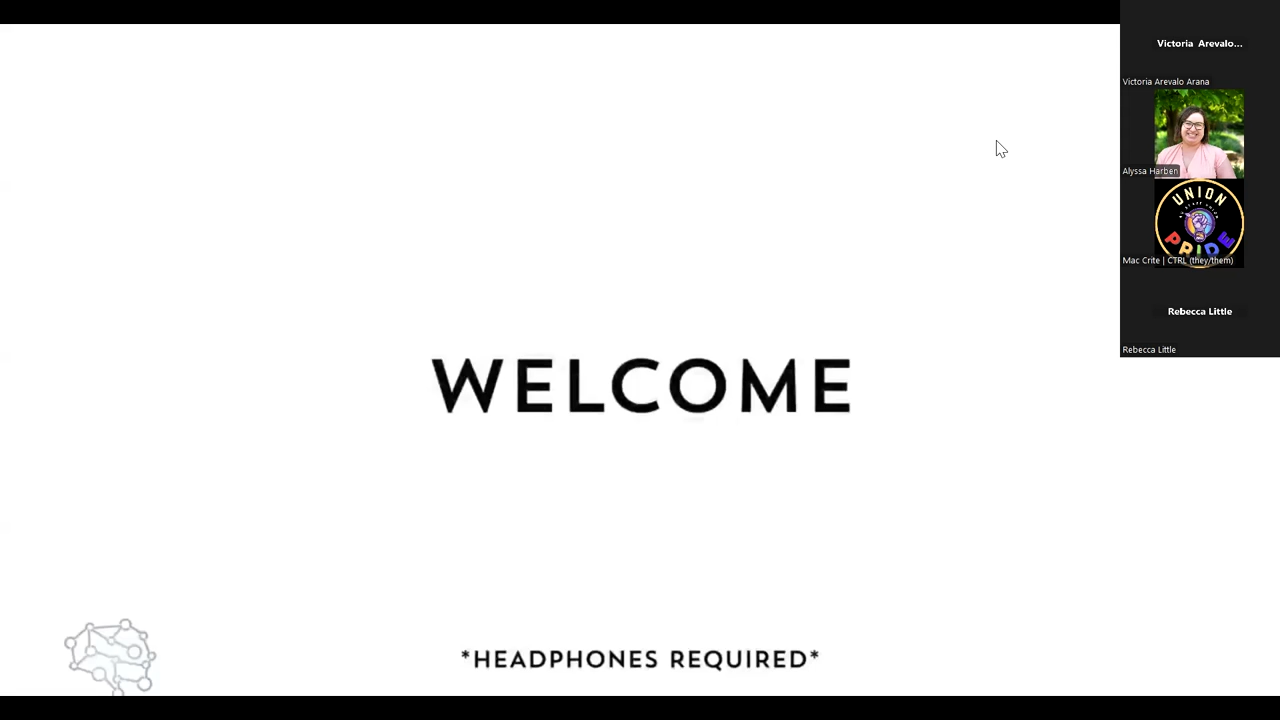 Victoria Arevalo...
Victoria Arevalo Arana
Alyssa Harben
UNION
PRIDE
Mac Crite | CTRL (they/them)
Rebecca Little
Rebecca Little
WELCOME
*HEADPHONES REQUIRED*